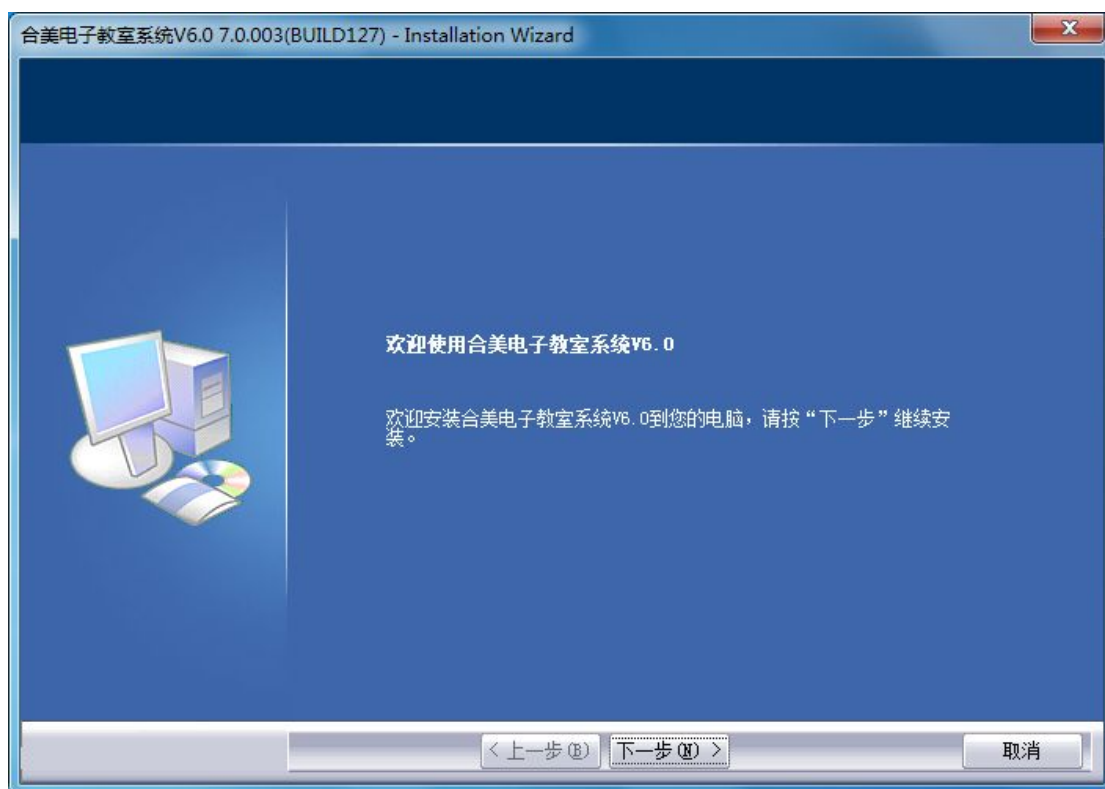 合美电子教室系统V6.0 7.0.003(BUILD127) - Installation Wizard
欢迎使用合美电子教室系统V6.0
欢迎安装合美电子教室系统V6.0到您的电脑，请按“下一步”继续安
装。
<上一步(B)
下一步(N) >
取消